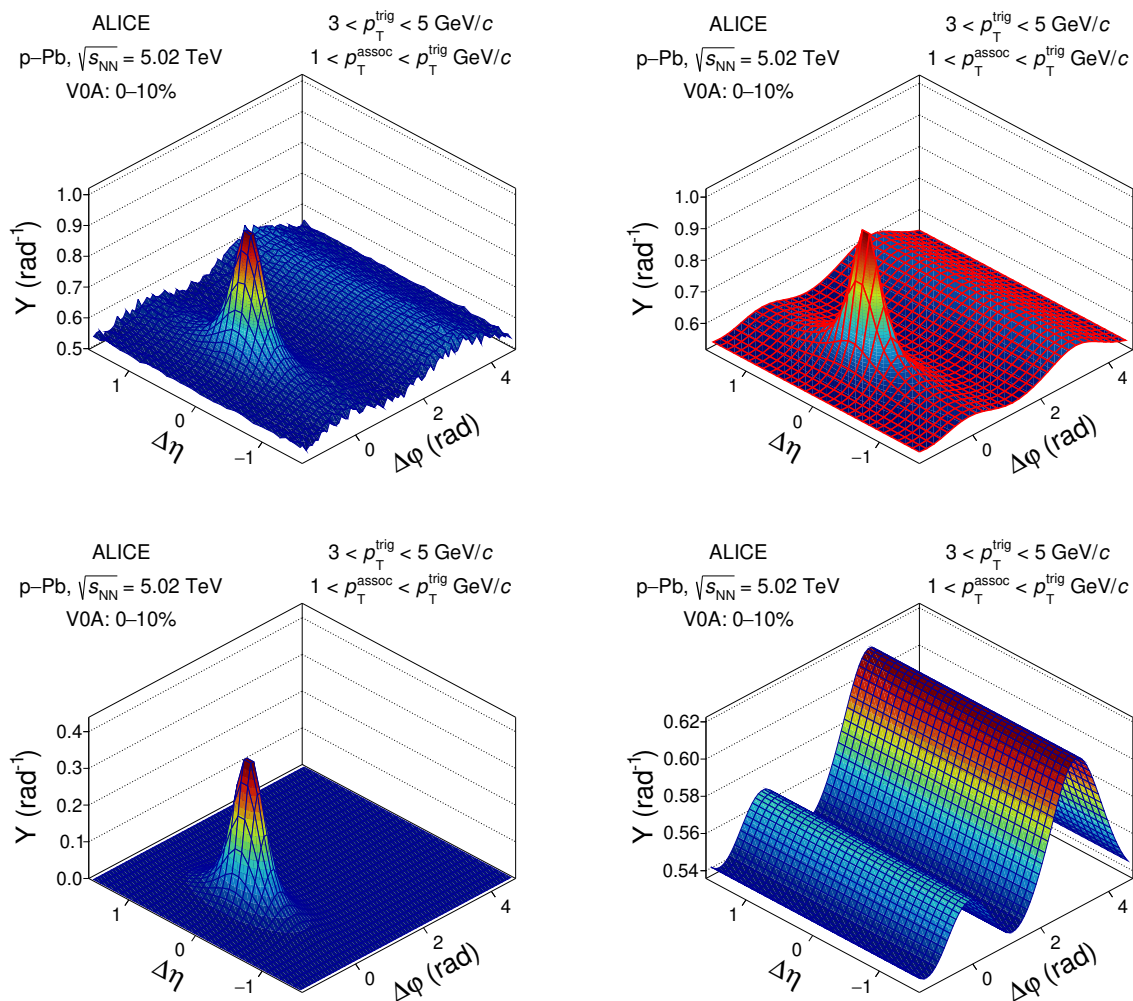 ALICE
3 < p_T^trig < 5 GeV/c
p–Pb, √s_NN = 5.02 TeV
1 < p_T^assoc < p_T^trig GeV/c
V0A: 0–10%
1.0
0.9
0.8
0.7
0.6
0.5
Y (rad⁻¹)
1
0
−1
Δη
0
2
4
Δφ (rad)
ALICE
3 < p_T^trig < 5 GeV/c
p–Pb, √s_NN = 5.02 TeV
1 < p_T^assoc < p_T^trig GeV/c
V0A: 0–10%
1.0
0.9
0.8
0.7
0.6
Y (rad⁻¹)
1
0
−1
Δη
0
2
4
Δφ (rad)
ALICE
3 < p_T^trig < 5 GeV/c
p–Pb, √s_NN = 5.02 TeV
1 < p_T^assoc < p_T^trig GeV/c
V0A: 0–10%
0.4
0.3
0.2
0.1
0.0
Y (rad⁻¹)
1
0
−1
Δη
0
2
4
Δφ (rad)
ALICE
3 < p_T^trig < 5 GeV/c
p–Pb, √s_NN = 5.02 TeV
1 < p_T^assoc < p_T^trig GeV/c
V0A: 0–10%
0.62
0.60
0.58
0.56
0.54
Y (rad⁻¹)
1
0
−1
Δη
0
2
4
Δφ (rad)